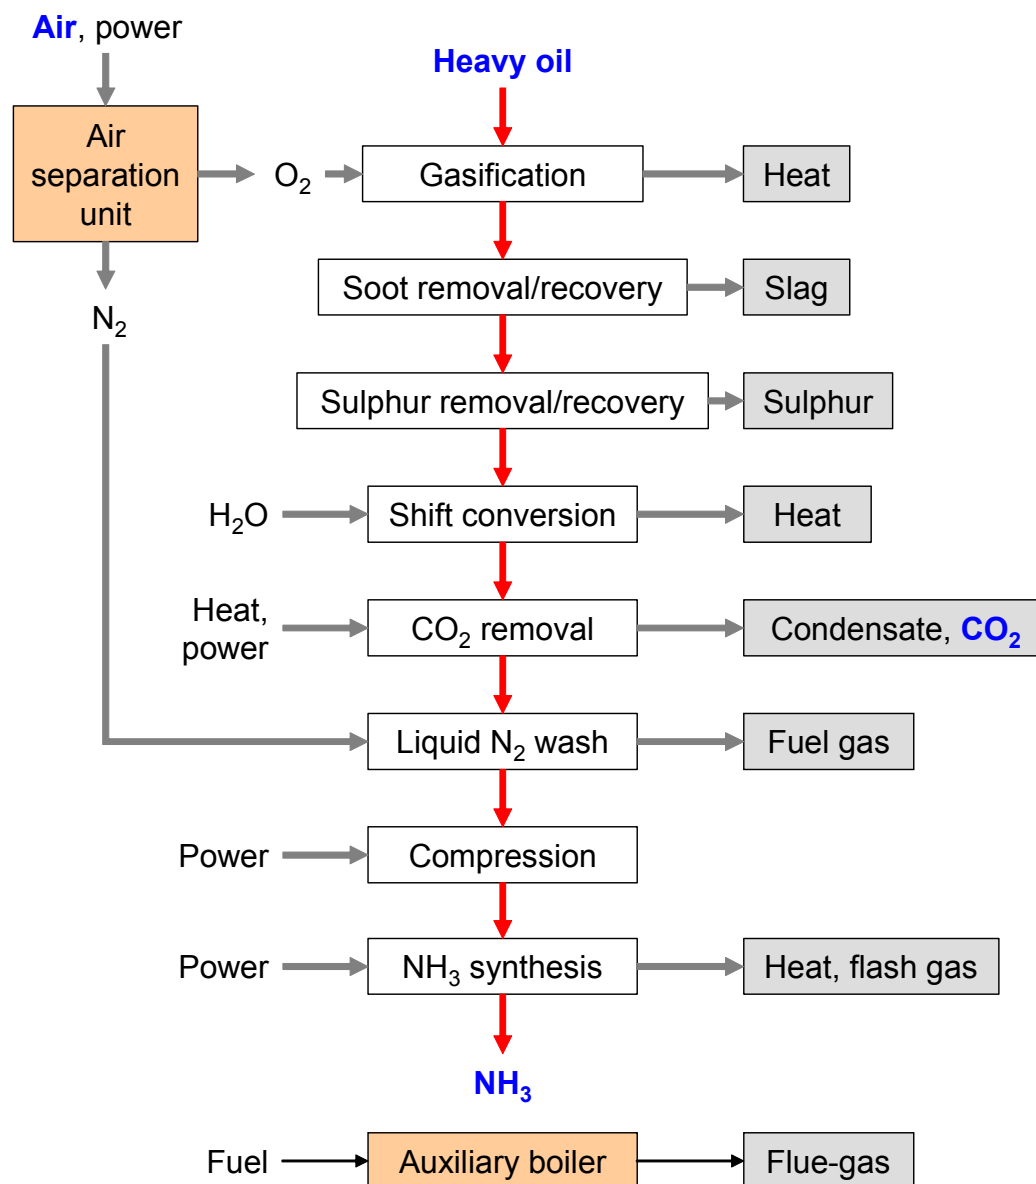 Air, power
Heavy oil
Air
separation
unit
O₂
Gasification
Heat
Soot removal/recovery
Slag
N₂
Sulphur removal/recovery
Sulphur
H₂O
Shift conversion
Heat
Heat,
power
CO₂ removal
Condensate, CO₂
Liquid N₂ wash
Fuel gas
Power
Compression
Power
NH₃ synthesis
Heat, flash gas
NH₃
Fuel
Auxiliary boiler
Flue-gas